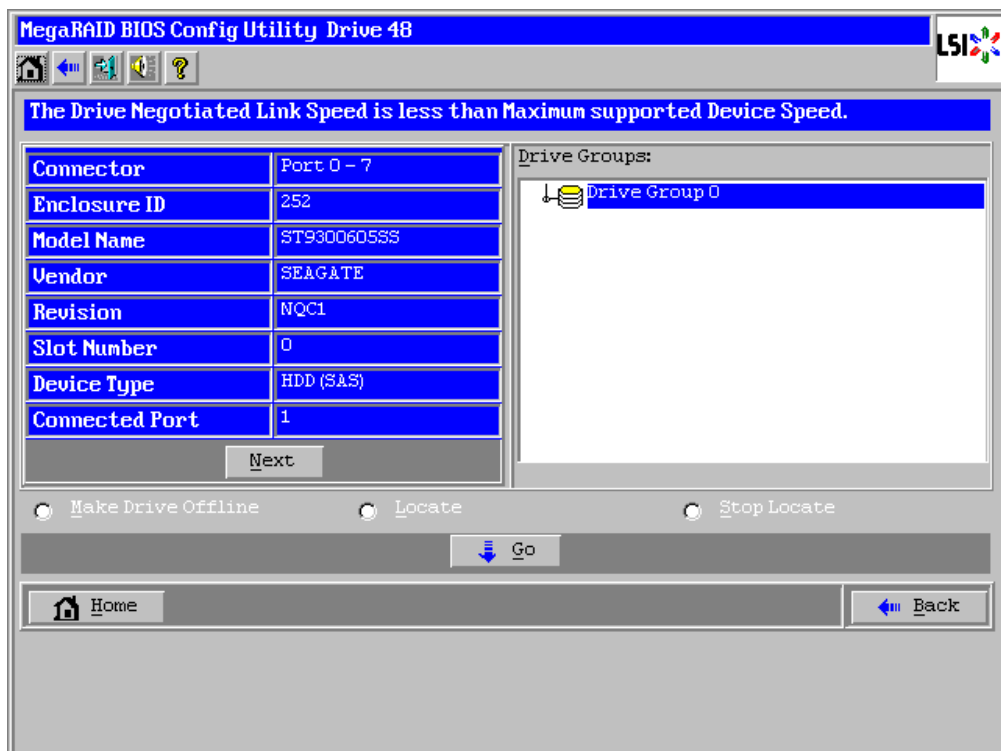 MegaRAID BIOS Config Utility Drive 48
LSI
The Drive Negotiated Link Speed is less than Maximum supported Device Speed.
Connector Port 0 - 7
Enclosure ID 252
Model Name ST9300605SS
Vendor SEAGATE
Revision NQC1
Slot Number 0
Device Type HDD (SAS)
Connected Port 1
Next
Drive Groups:
Drive Group 0
Make Drive Offline Locate Stop Locate
Go
Home Back